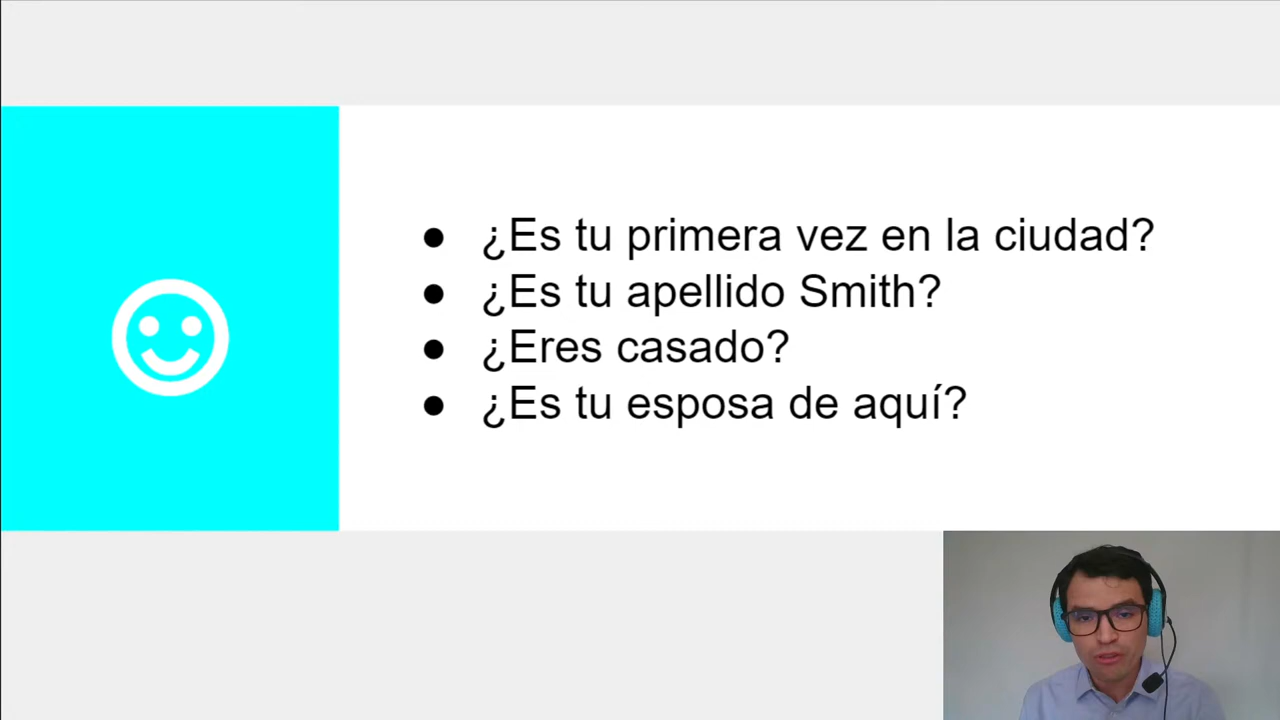 ● ¿Es tu primera vez en la ciudad?
● ¿Es tu apellido Smith?
● ¿Eres casado?
● ¿Es tu esposa de aquí?